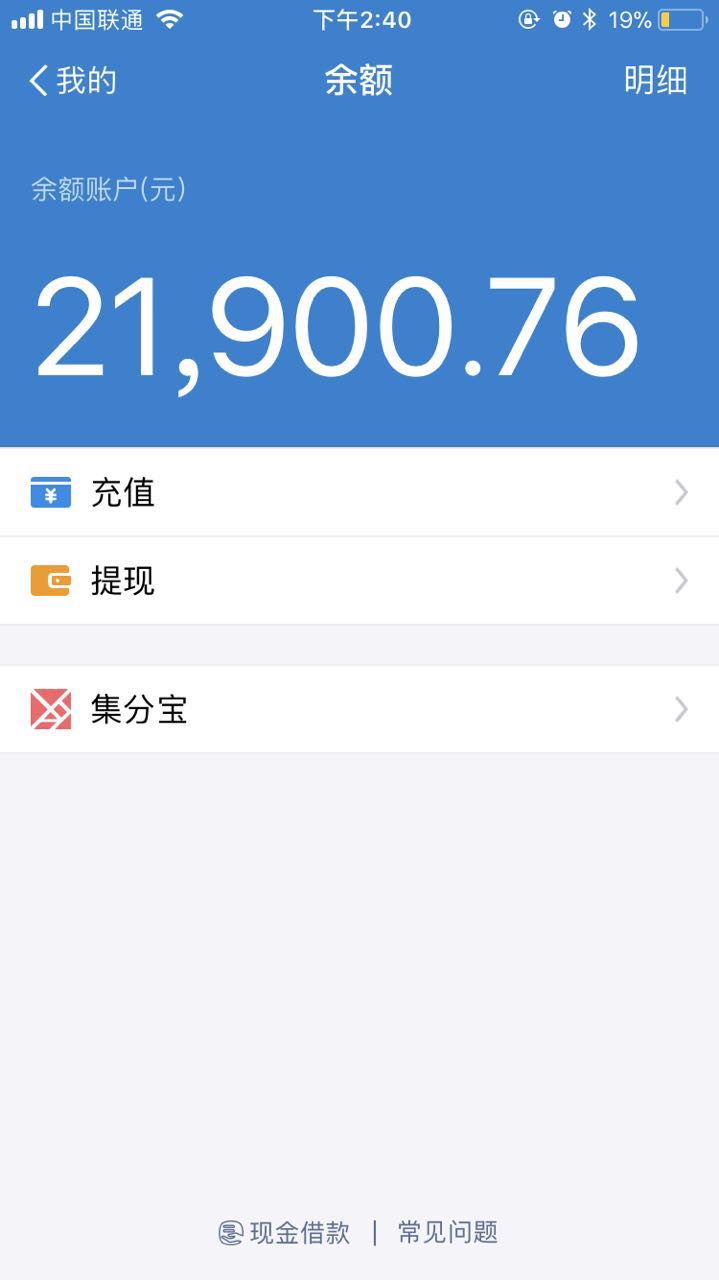 中国联通 下午2:40 19%
我的 余额 明细
余额账户(元)
21,900.76
¥ 充值
提现
集分宝
现金借款 | 常见问题